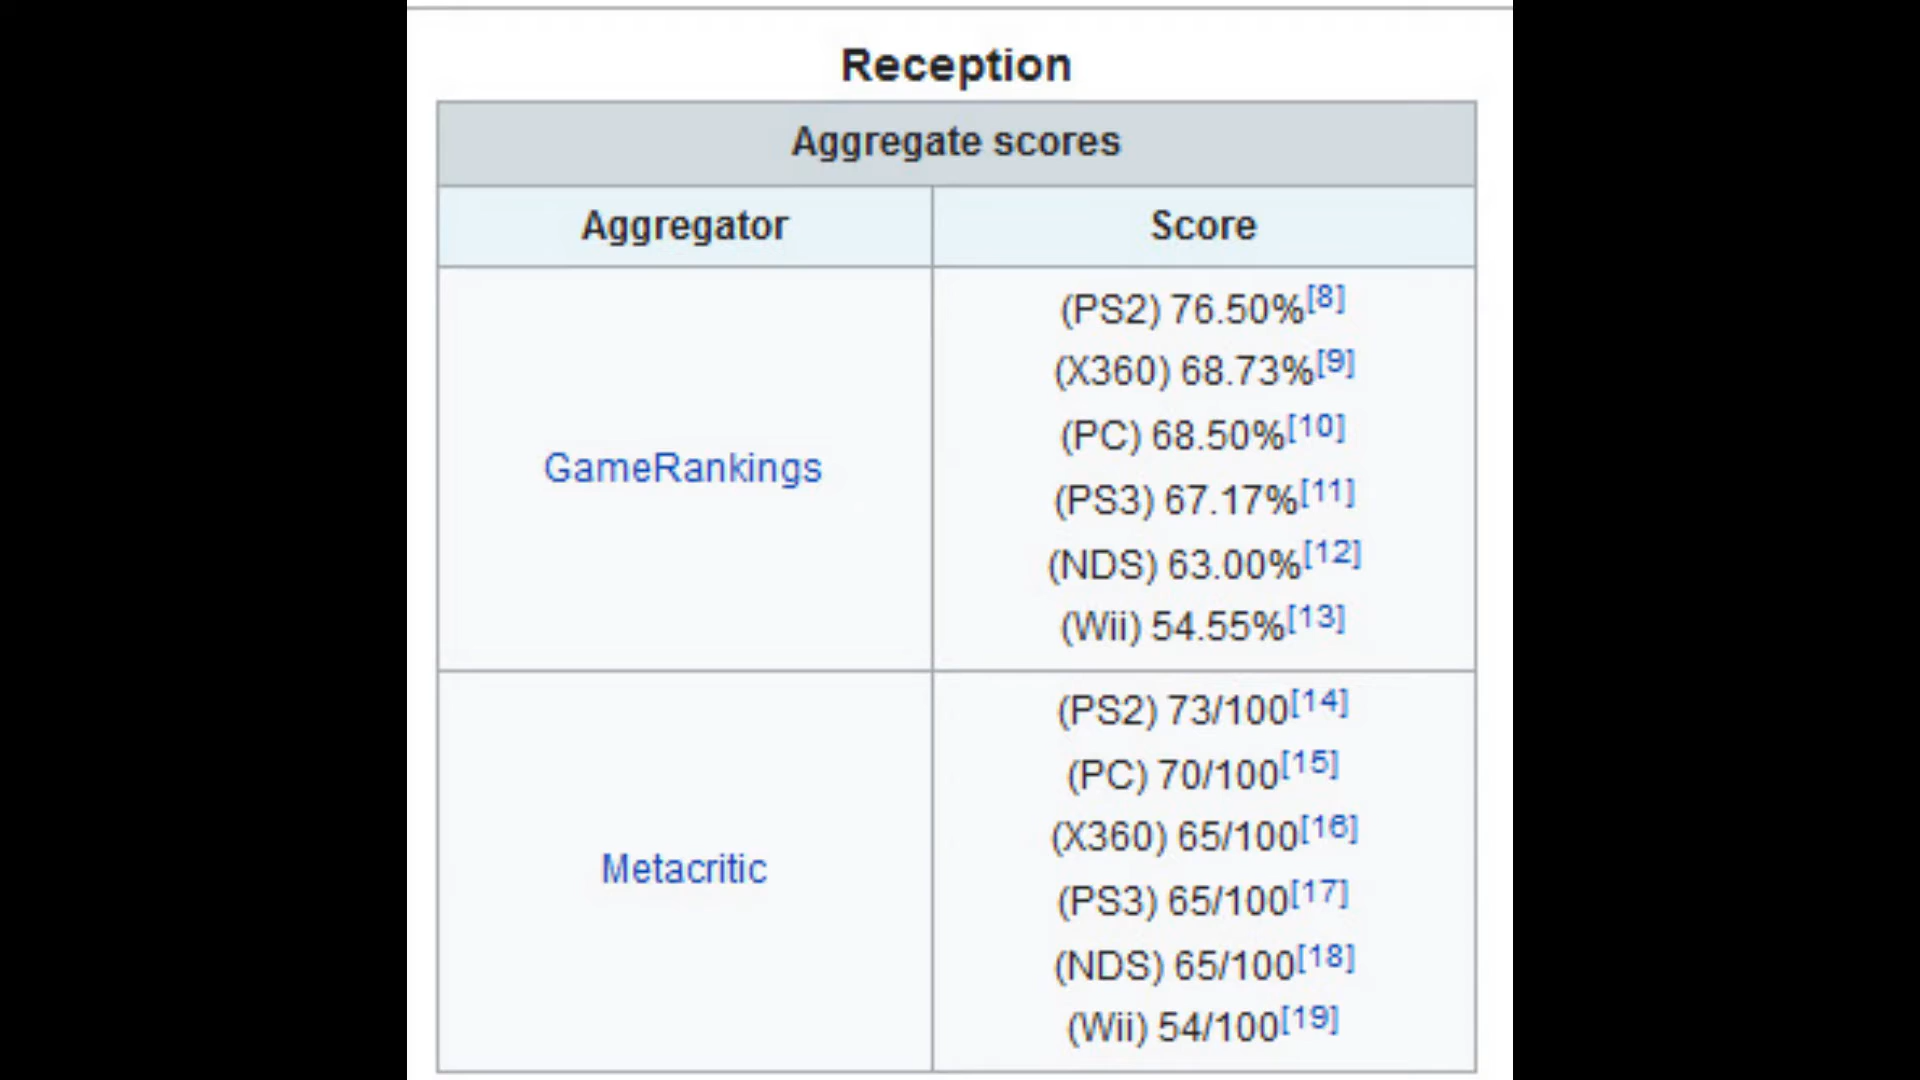 Reception
Aggregate scores
Aggregator Score
GameRankings
(PS2) 76.50%[8]
(X360) 68.73%[9]
(PC) 68.50%[10]
(PS3) 67.17%[11]
(NDS) 63.00%[12]
(Wii) 54.55%[13]
Metacritic
(PS2) 73/100[14]
(PC) 70/100[15]
(X360) 65/100[16]
(PS3) 65/100[17]
(NDS) 65/100[18]
(Wii) 54/100[19]